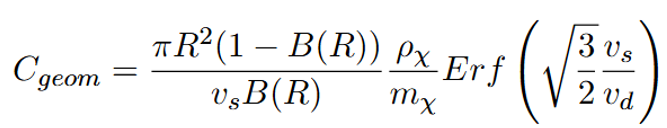 C_{geom} = \frac{\pi R^2 (1 - B(R))}{v_s B(R)} \frac{\rho_\chi}{m_\chi} Erf \left( \sqrt{\frac{3}{2}} \frac{v_s}{v_d} \right)